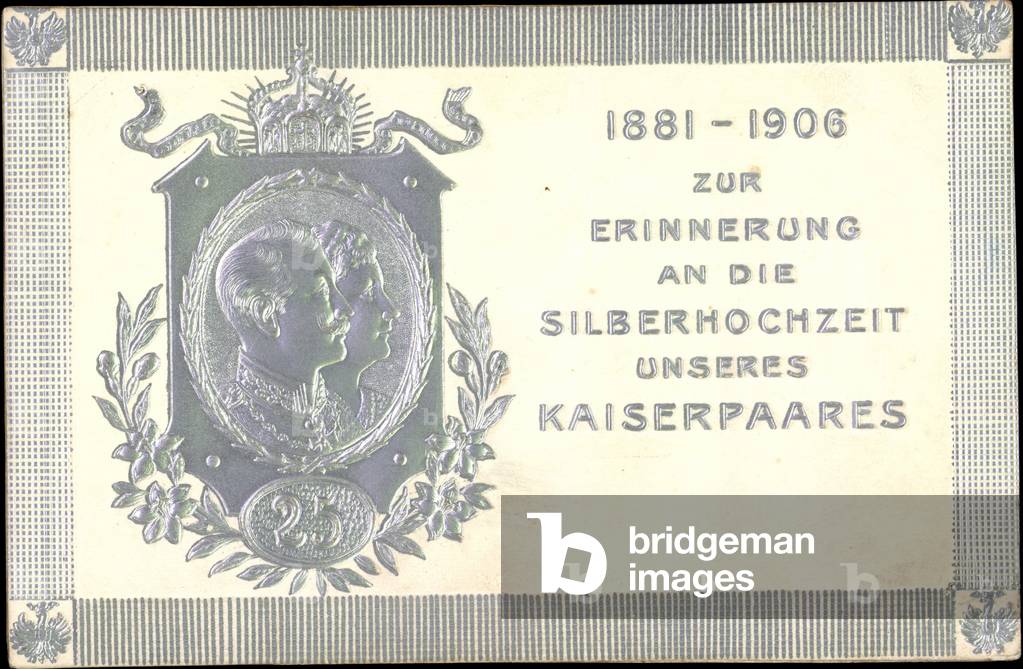 1881 - 1906
ZUR
ERINNERUNG
AN DIE
SILBERHOCHZEIT
UNSERES
KAISERPAARES
25
b bridgeman
images